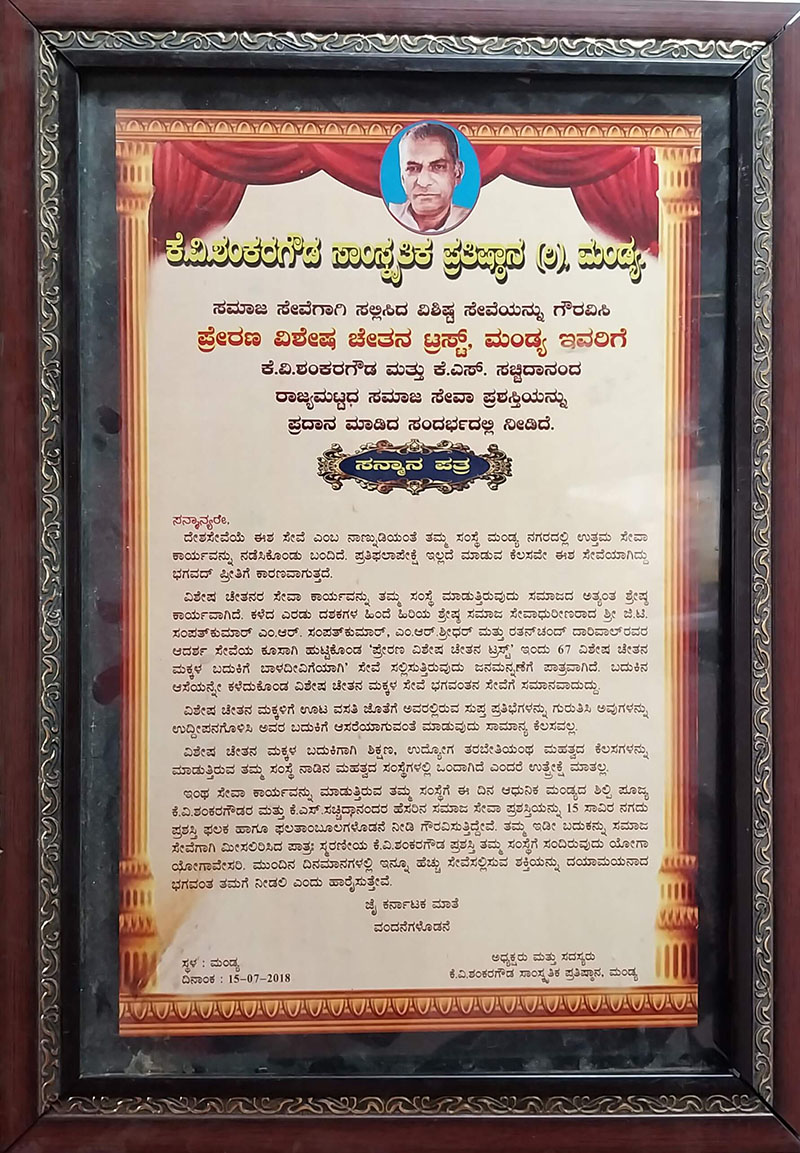 ಕೆ.ವಿ.ಶಂಕರಗೌಡ ಸಾಂಸ್ಕೃತಿಕ ಪ್ರತಿಷ್ಠಾನ (ರಿ), ಮಂಡ್ಯ.
ಸಮಾಜ ಸೇವೆಗಾಗಿ ಸಲ್ಲಿಸಿದ ವಿಶಿಷ್ಟ ಸೇವೆಯನ್ನು ಗೌರವಿಸಿ
ಪ್ರೇರಣ ವಿಶೇಷ ಚೇತನ ಟ್ರಸ್ಟ್, ಮಂಡ್ಯ ಇವರಿಗೆ
ಕೆ.ವಿ.ಶಂಕರಗೌಡ ಮತ್ತು ಕೆ.ಎಸ್. ಸಚ್ಚಿದಾನಂದ
ರಾಜ್ಯಮಟ್ಟಧ ಸಮಾಜ ಸೇವಾ ಪ್ರಶಸ್ತಿಯನ್ನು
ಪ್ರದಾನ ಮಾಡಿದ ಸಂದರ್ಭದಲ್ಲಿ ನೀಡಿದೆ.
ಸನ್ಮಾನ ಪತ್ರ
ಸನ್ಮಾನ್ಯರೇ,
ದೇಶಸೇವೆಯೆ ಈಶ ಸೇವೆ ಎಂಬ ನಾಣ್ನುಡಿಯಂತೆ ತಮ್ಮ ಸಂಸ್ಥೆ ಮಂಡ್ಯ ನಗರದಲ್ಲಿ ಉತ್ತಮ ಸೇವಾ
ಕಾರ್ಯವನ್ನು ನಡೆಸಿಕೊಂಡು ಬಂದಿದೆ. ಪ್ರತಿಫಲಾಪೇಕ್ಷೆ ಇಲ್ಲದೆ ಮಾಡುವ ಕೆಲಸವೇ ಈಶ ಸೇವೆಯಾಗಿದ್ದು
ಭಗವದ್ ಪ್ರೀತಿಗೆ ಕಾರಣವಾಗುತ್ತದೆ.
ವಿಶೇಷ ಚೇತನರ ಸೇವಾ ಕಾರ್ಯವನ್ನು ತಮ್ಮ ಸಂಸ್ಥೆ ಮಾಡುತ್ತಿರುವುದು ಸಮಾಜದ ಅತ್ಯಂತ ಶ್ರೇಷ್ಠ
ಕಾರ್ಯವಾಗಿದೆ. ಕಳೆದ ಎರಡು ದಶಕಗಳ ಹಿಂದೆ ಹಿರಿಯ ಶ್ರೇಷ್ಠ ಸಮಾಜ ಸೇವಾಧುರೀಣರಾದ ಶ್ರೀ ಜಿ.ಟಿ.
ಸಂಪತ್‌ಕುಮಾರ್ ಎಂ.ಆರ್. ಸಂಪತ್‌ಕುಮಾರ್, ಎಂ.ಆರ್.ಶ್ರೀಧರ್ ಮತ್ತು ರತನ್‌ಚಂದ್ ದಾರಿವಾಲ್‌ರವರ
ಆದರ್ಶ ಸೇವೆಯ ಕೂಸಾಗಿ ಹುಟ್ಟಿಕೊಂಡ 'ಪ್ರೇರಣ ವಿಶೇಷ ಚೇತನ ಟ್ರಸ್ಟ್' ಇಂದು 67 ವಿಶೇಷ ಚೇತನ
ಮಕ್ಕಳ ಬದುಕಿಗೆ ಬಾಳದೀವಿಗೆಯಾಗಿ' ಸೇವೆ ಸಲ್ಲಿಸುತ್ತಿರುವುದು ಜನಮನ್ನಣೆಗೆ ಪಾತ್ರವಾಗಿದೆ. ಬದುಕಿನ
ಆಸೆಯನ್ನೇ ಕಳೆದುಕೊಂಡ ವಿಶೇಷ ಚೇತನ ಮಕ್ಕಳ ಸೇವೆ ಭಗವಂತನ ಸೇವೆಗೆ ಸಮಾನವಾದುದ್ದು.
ವಿಶೇಷ ಚೇತನ ಮಕ್ಕಳಿಗೆ ಊಟ ವಸತಿ ಜೊತೆಗೆ ಅವರಲ್ಲಿರುವ ಸುಪ್ತ ಪ್ರತಿಭೆಗಳನ್ನು ಗುರುತಿಸಿ ಅವುಗಳನ್ನು
ಉದ್ದೀಪನಗೊಳಿಸಿ ಅವರ ಬದುಕಿಗೆ ಆಸರೆಯಾಗುವಂತೆ ಮಾಡುವುದು ಸಾಮಾನ್ಯ ಕೆಲಸವಲ್ಲ.
ವಿಶೇಷ ಚೇತನ ಮಕ್ಕಳ ಬದುಕಿಗಾಗಿ ಶಿಕ್ಷಣ, ಉದ್ಯೋಗ ತರಬೇತಿಯಂಥ ಮಹತ್ವದ ಕೆಲಸಗಳನ್ನು
ಮಾಡುತ್ತಿರುವ ತಮ್ಮ ಸಂಸ್ಥೆ ನಾಡಿನ ಮಹತ್ವದ ಸಂಸ್ಥೆಗಳಲ್ಲಿ ಒಂದಾಗಿದೆ ಎಂದರೆ ಉತ್ಪ್ರೇಕ್ಷೆ ಮಾತಲ್ಲ.
ಇಂಥ ಸೇವಾ ಕಾರ್ಯವನ್ನು ಮಾಡುತ್ತಿರುವ ತಮ್ಮ ಸಂಸ್ಥೆಗೆ ಈ ದಿನ ಆಧುನಿಕ ಮಂಡ್ಯದ ಶಿಲ್ಪಿ ಪೂಜ್ಯ
ಕೆ.ವಿ.ಶಂಕರಗೌಡರ ಮತ್ತು ಕೆ.ಎಸ್.ಸಚ್ಚಿದಾನಂದರ ಹೆಸರಿನ ಸಮಾಜ ಸೇವಾ ಪ್ರಶಸ್ತಿಯನ್ನು 15 ಸಾವಿರ ನಗದು
ಪ್ರಶಸ್ತಿ ಫಲಕ ಹಾಗೂ ಫಲತಾಂಬೂಲಗಳೊಡನೆ ನೀಡಿ ಗೌರವಿಸುತ್ತಿದ್ದೇವೆ. ತಮ್ಮ ಇಡೀ ಬದುಕನ್ನು ಸಮಾಜ
ಸೇವೆಗಾಗಿ ಮೀಸಲಿರಿಸಿದ ಪಾತ್ರಃ ಸ್ಮರಣೀಯ ಕೆ.ವಿ.ಶಂಕರಗೌಡ ಪ್ರಶಸ್ತಿ ತಮ್ಮ ಸಂಸ್ಥೆಗೆ ಸಂದಿರುವುದು ಯೋಗಾ
ಯೋಗಾವೇಸರಿ. ಮುಂದಿನ ದಿನಮಾನಗಳಲ್ಲಿ ಇನ್ನೂ ಹೆಚ್ಚು ಸೇವೆಸಲ್ಲಿಸುವ ಶಕ್ತಿಯನ್ನು ದಯಾಮಯನಾದ
ಭಗವಂತ ತಮಗೆ ನೀಡಲಿ ಎಂದು ಹಾರೈಸುತ್ತೇವೆ.
ಜೈ ಕರ್ನಾಟಕ ಮಾತೆ
ವಂದನೆಗಳೊಡನೆ
ಸ್ಥಳ : ಮಂಡ್ಯ
ದಿನಾಂಕ : 15-07-2018
ಅಧ್ಯಕ್ಷರು ಮತ್ತು ಸದಸ್ಯರು
ಕೆ.ವಿ.ಶಂಕರಗೌಡ ಸಾಂಸ್ಕೃತಿಕ ಪ್ರತಿಷ್ಠಾನ, ಮಂಡ್ಯ